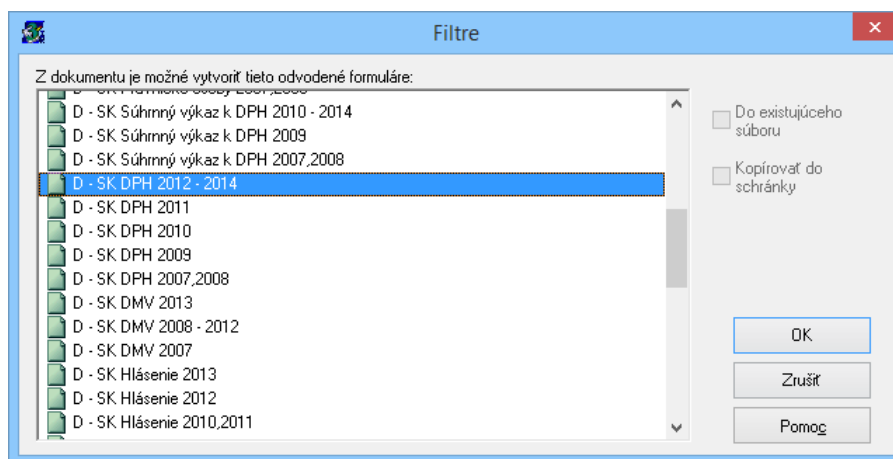 Filtre
Z dokumentu je možné vytvoriť tieto odvodené formuláre:
D - SK Súhrnný výkaz k DPH 2010 - 2014
D - SK Súhrnný výkaz k DPH 2009
D - SK Súhrnný výkaz k DPH 2007,2008
D - SK DPH 2012 - 2014
D - SK DPH 2011
D - SK DPH 2010
D - SK DPH 2009
D - SK DPH 2007,2008
D - SK DMV 2013
D - SK DMV 2008 - 2012
D - SK DMV 2007
D - SK Hlásenie 2013
D - SK Hlásenie 2012
D - SK Hlásenie 2010,2011
Do existujúceho
súboru
Kopírovať do
schránky
OK
Zrušiť
Pomoc